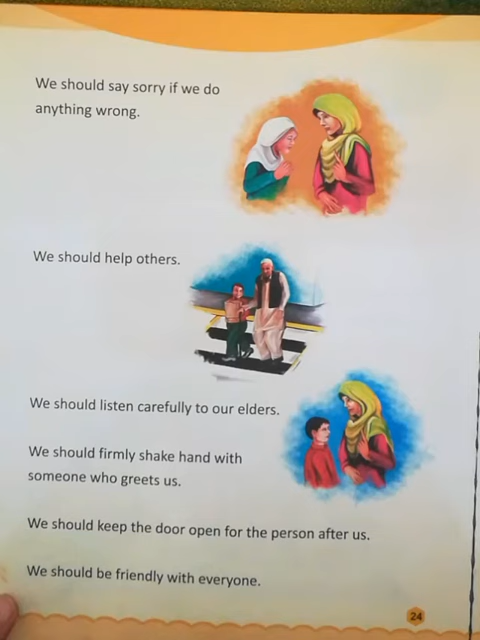 We should say sorry if we do
anything wrong.
We should help others.
We should listen carefully to our elders.
We should firmly shake hand with
someone who greets us.
We should keep the door open for the person after us.
We should be friendly with everyone.
24